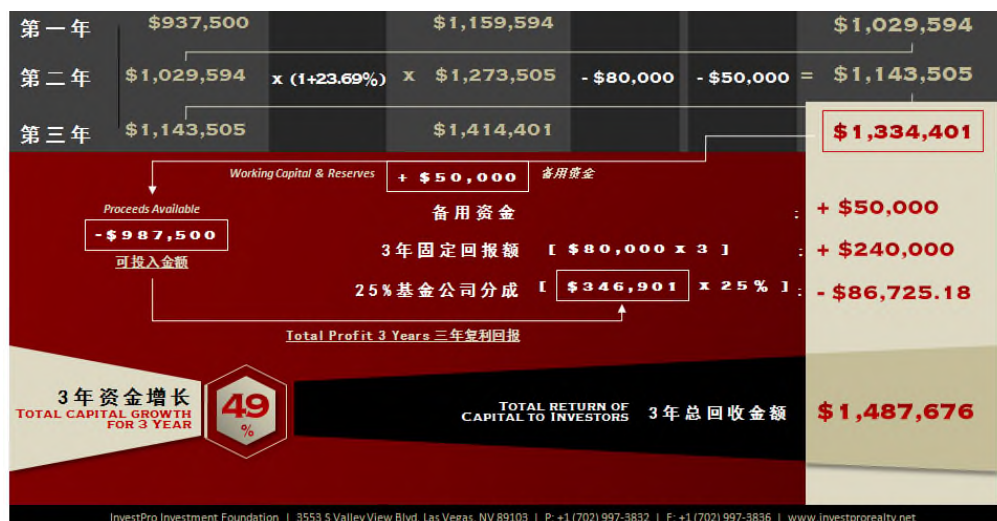 第一年 $937,500 $1,159,594 $1,029,594
第二年 $1,029,594 x (1+23.69%) x $1,273,505 - $80,000 - $50,000 = $1,143,505
第三年 $1,143,505 $1,414,401 $1,334,401
Working Capital & Reserves + $50,000 备用资金
Proceeds Available
备用资金 : + $50,000
-$987,500
3年固定回报额 [ $80,000 x 3 ] : + $240,000
可投入金额
25%基金公司分成 [ $346,901 x 25% ] : - $86,725.18
Total Profit 3 Years 三年复利回报
3年资金增长
TOTAL CAPITAL GROWTH
FOR 3 YEAR
49
%
TOTAL RETURN OF
CAPITAL TO INVESTORS
3年总回收金额 $1,487,676
InvestPro Investment Foundation | 3553 S Valley View Blvd, Las Vegas, NV 89103 | P: +1 (702) 997-3832 | F: +1 (702) 997-3836 | www.investprorealty.net